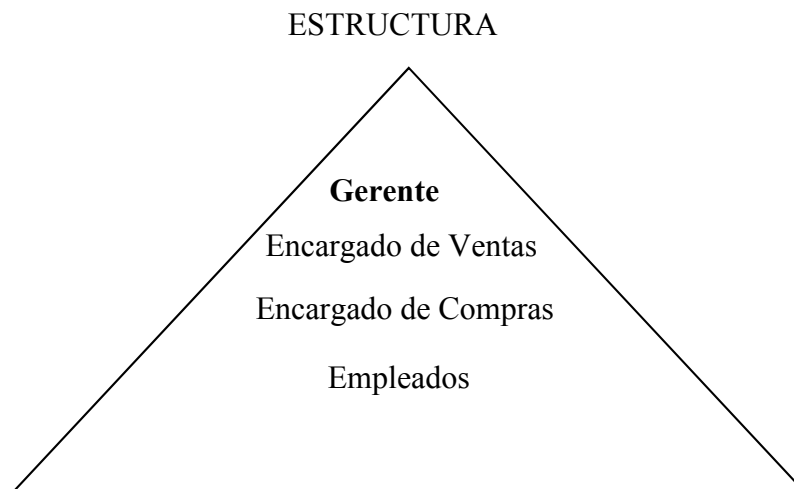 ESTRUCTURA
Gerente
Encargado de Ventas
Encargado de Compras
Empleados